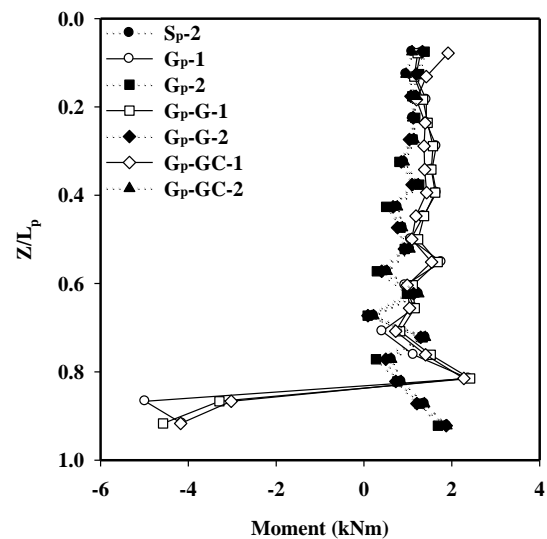 0.0
0.2
0.4
0.6
0.8
1.0
Z/Lp
Sp-2
Gp-1
Gp-2
Gp-G-1
Gp-G-2
Gp-GC-1
Gp-GC-2
-6 -4 -2 0 2 4
Moment (kNm)